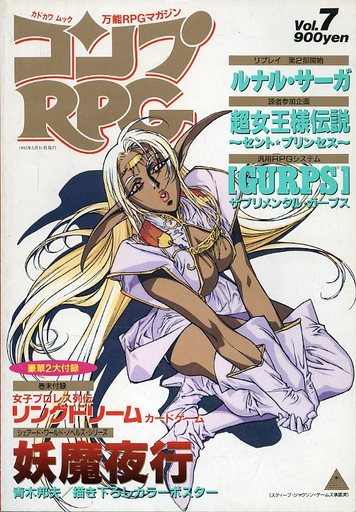 カドカワ ムック
万能RPGマガジン
コンプ
RPG
Vol.7
900yen
リプレイ 第2部開始
ルナル・サーガ
読者参加企画
超女王様伝説
〜セント★プリンセス〜
汎用RPGシステム
[GURPS]
サプリメンタル・ガープス
豪華2大付録
巻末付録
女子プロレス列伝
リングドリーム カードゲーム
シェアード・ワールド・ノベルズ・シリーズ
妖魔夜行
青木邦夫/描き下ろしカラーポスター
(スティーブ・ジャクソン・ゲームズ承認済)